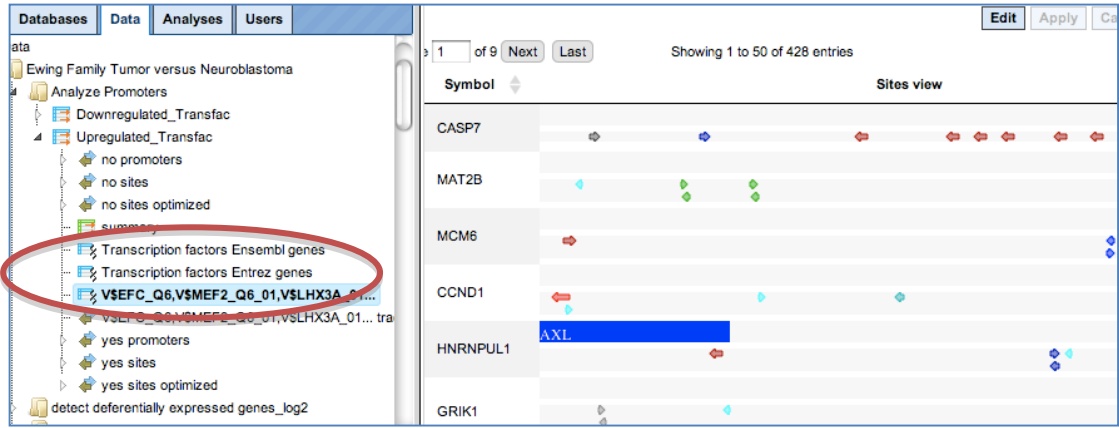 Databases Data Analyses Users
Edit Apply Ca
ata
1 of 9 Next Last Showing 1 to 50 of 428 entries
Ewing Family Tumor versus Neuroblastoma
Analyze Promoters
Downregulated_Transfac
Upregulated_Transfac
no promoters
no sites
no sites optimized
summary
Transcription factors Ensembl genes
Transcription factors Entrez genes
V$EFC_Q6,V$MEF2_Q6_01,V$LHX3A_01...
V$EFC_Q6,V$MEF2_Q6_01,V$LHX3A_01... tra
yes promoters
yes sites
yes sites optimized
detect deferentially expressed genes_log2
Symbol Sites view
CASP7
MAT2B
MCM6
CCND1
AXL
HNRNPUL1
GRIK1